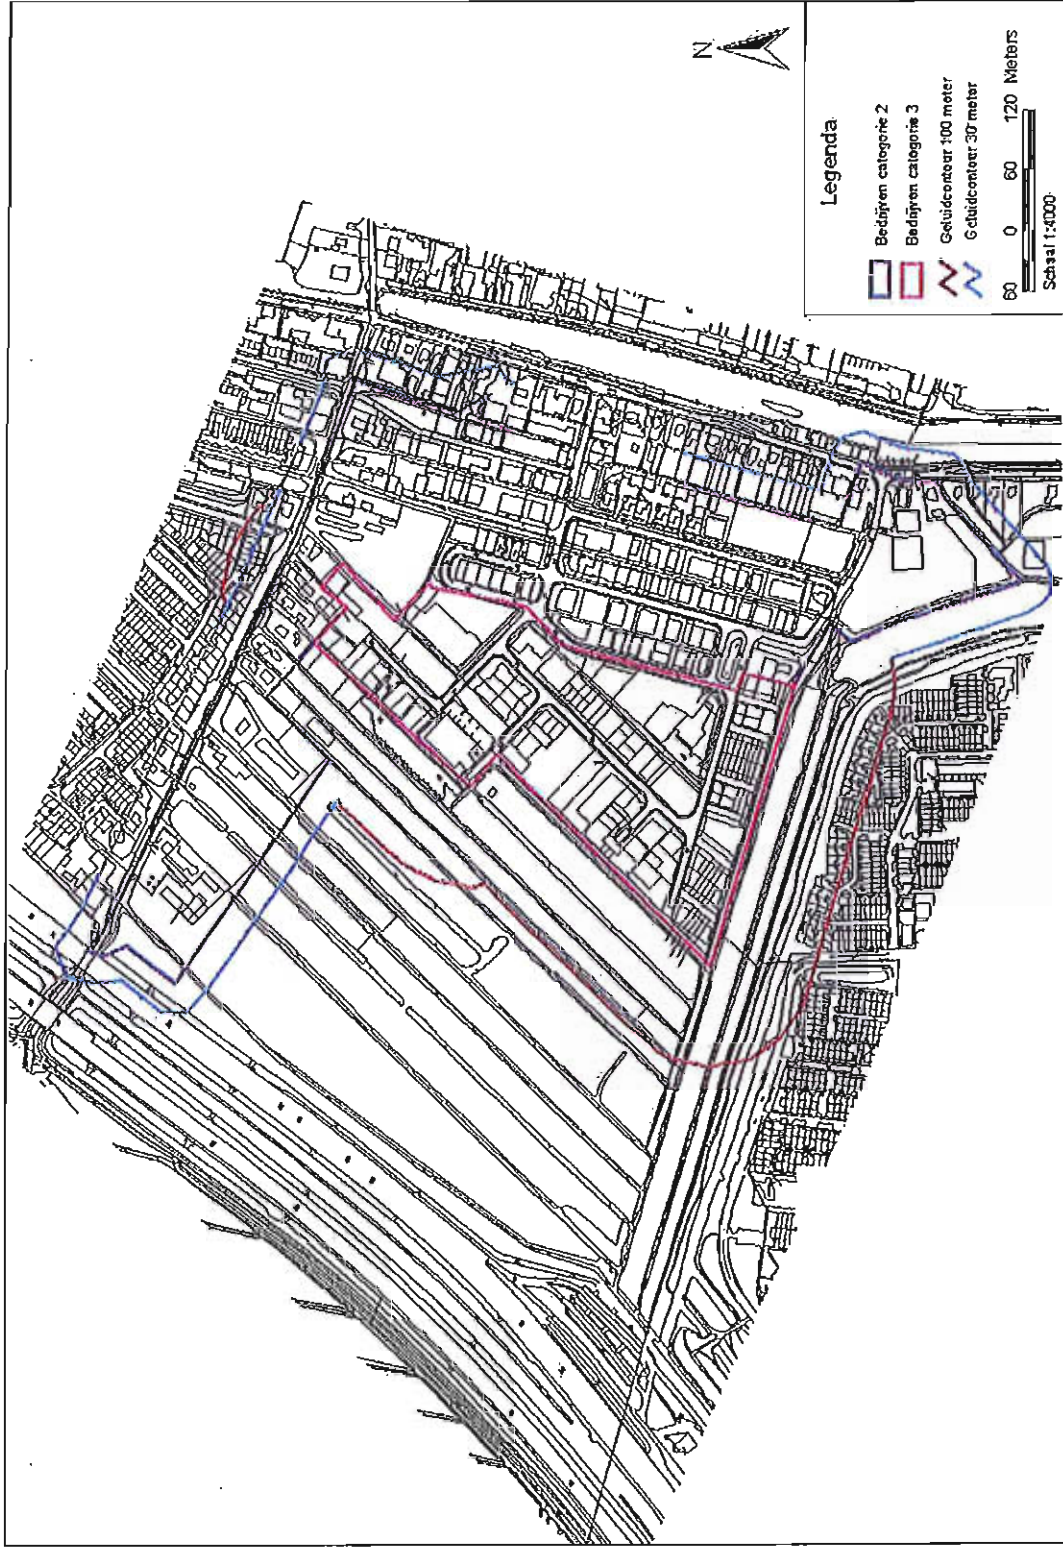 N
Legenda
Bedrijven categorie 2
Bedrijven categorie 3
Geluidcontour 100 meter
Geluidcontour 30 meter
60 0 60 120 Meters
Schaal 1:4000